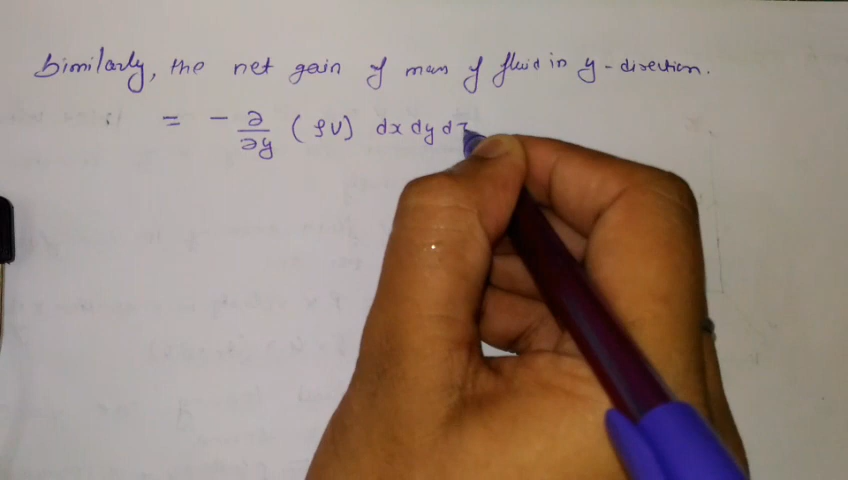 Similarly, the net gain of mass of fluid in y-direction.
= - ∂/∂y (ρv) dx dy dz